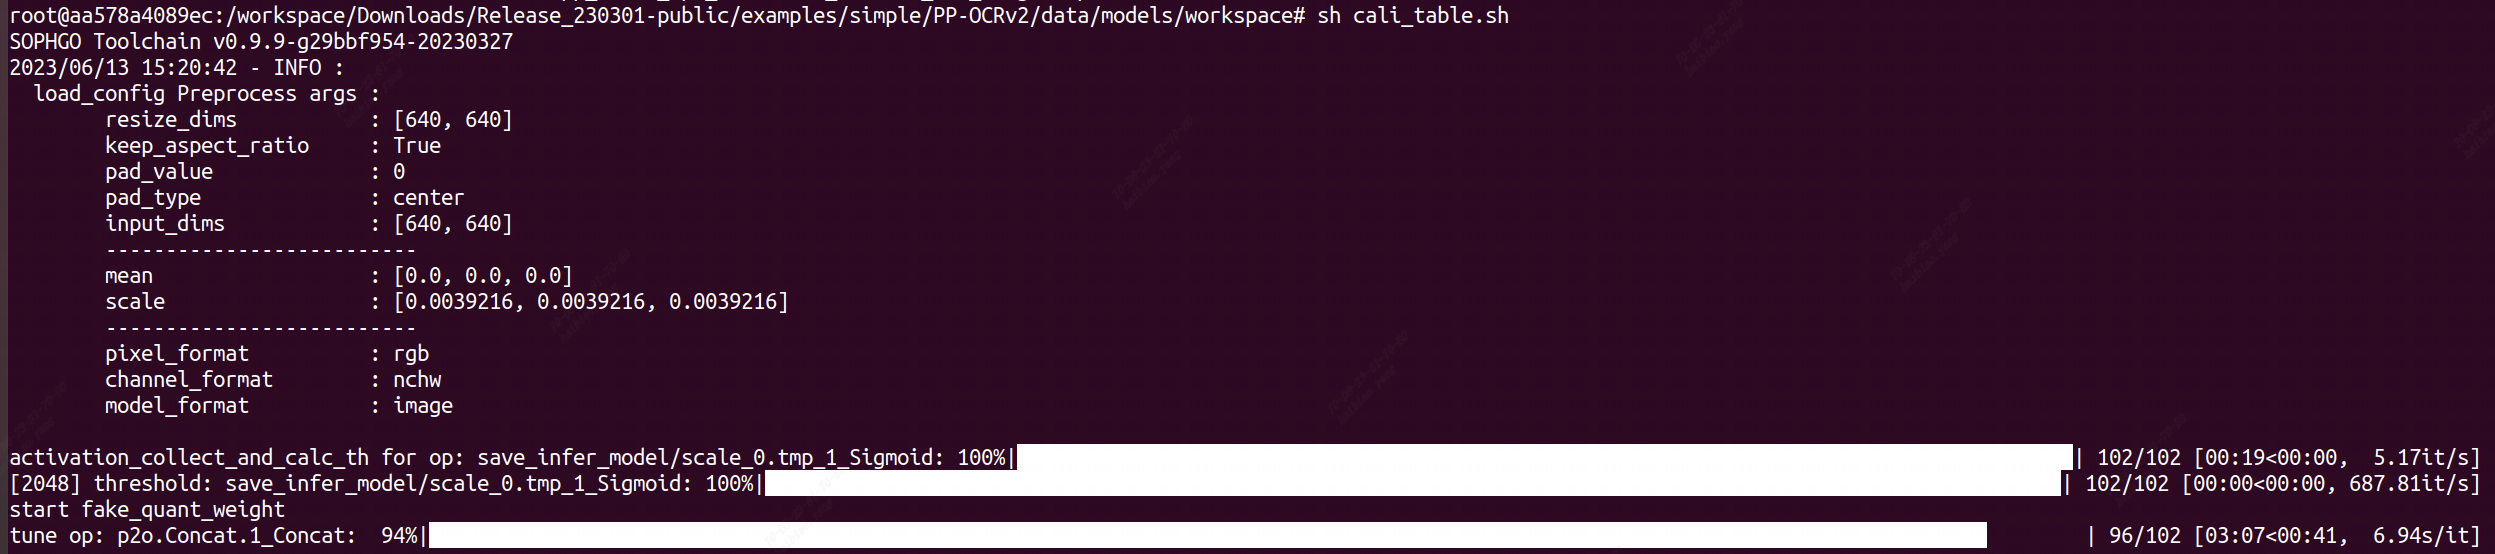 root@aa578a4089ec:/workspace/Downloads/Release_230301-public/examples/simple/PP-OCRv2/data/models/workspace# sh cali_table.sh
SOPHGO Toolchain v0.9.9-g29bbf954-20230327
2023/06/13 15:20:42 - INFO :
load_config Preprocess args :
resize_dims : [640, 640]
keep_aspect_ratio : True
pad_value : 0
pad_type : center
input_dims : [640, 640]
--------------------------
mean : [0.0, 0.0, 0.0]
scale : [0.0039216, 0.0039216, 0.0039216]
--------------------------
pixel_format : rgb
channel_format : nchw
model_format : image
activation_collect_and_calc_th for op: save_infer_model/scale_0.tmp_1_Sigmoid: 100%| | 102/102 [00:19<00:00, 5.17it/s]
[2048] threshold: save_infer_model/scale_0.tmp_1_Sigmoid: 100%| | 102/102 [00:00<00:00, 687.81it/s]
start fake_quant_weight
tune op: p2o.Concat.1_Concat: 94%| | 96/102 [03:07<00:41, 6.94s/it]